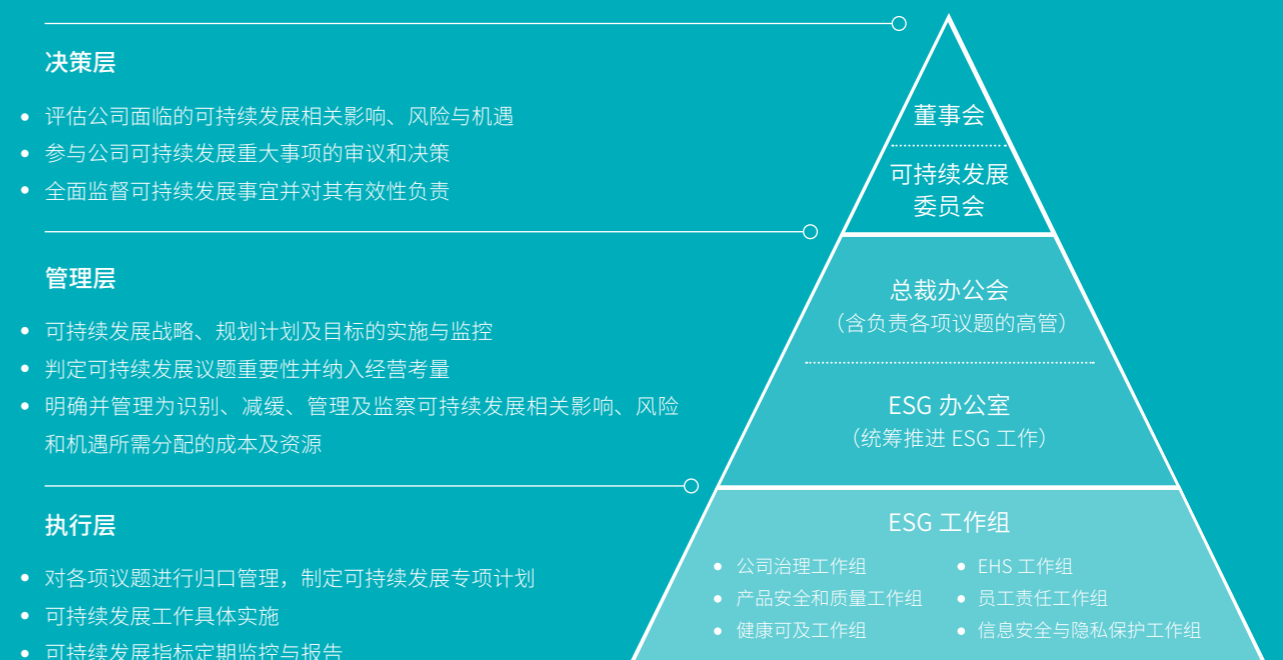 决策层
评估公司面临的可持续发展相关影响、风险与机遇
参与公司可持续发展重大事项的审议和决策
全面监督可持续发展事宜并对其有效性负责
董事会
可持续发展
委员会
管理层
可持续发展战略、规划计划及目标的实施与监控
判定可持续发展议题重要性并纳入经营考量
明确并管理为识别、减缓、管理及监察可持续发展相关影响、风险
和机遇所需分配的成本及资源
总裁办公会
（含负责各项议题的高管）
ESG 办公室
（统筹推进 ESG 工作）
执行层
对各项议题进行归口管理，制定可持续发展专项计划
可持续发展工作具体实施
可持续发展指标定期监控与报告
ESG 工作组
公司治理工作组
产品安全和质量工作组
健康可及工作组
EHS 工作组
员工责任工作组
信息安全与隐私保护工作组